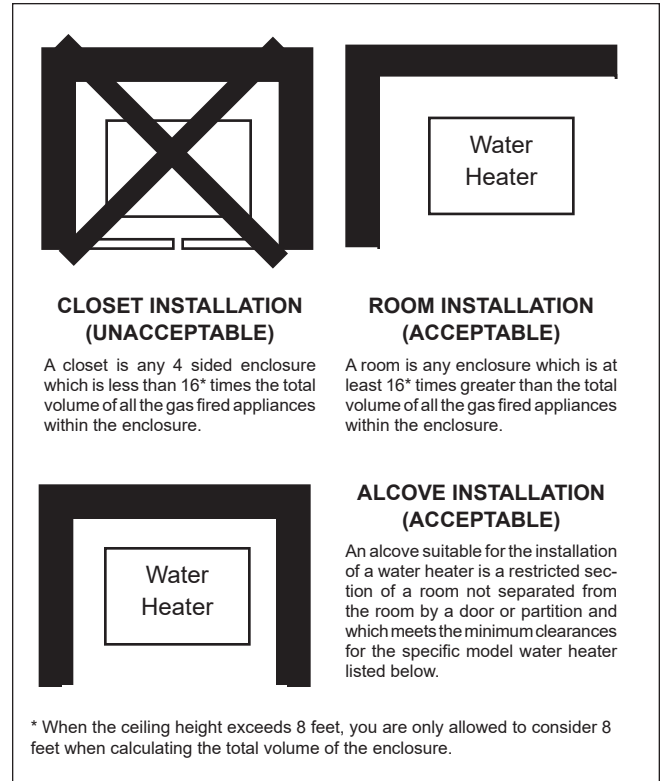 Water
Heater
CLOSET INSTALLATION
(UNACCEPTABLE)
A closet is any 4 sided enclosure
which is less than 16* times the total
volume of all the gas fired appliances
within the enclosure.
ROOM INSTALLATION
(ACCEPTABLE)
A room is any enclosure which is at
least 16* times greater than the total
volume of all the gas fired appliances
within the enclosure.
Water
Heater
ALCOVE INSTALLATION
(ACCEPTABLE)
An alcove suitable for the installation
of a water heater is a restricted sec-
tion of a room not separated from
the room by a door or partition and
which meets the minimum clearances
for the specific model water heater
listed below.
* When the ceiling height exceeds 8 feet, you are only allowed to consider 8
feet when calculating the total volume of the enclosure.